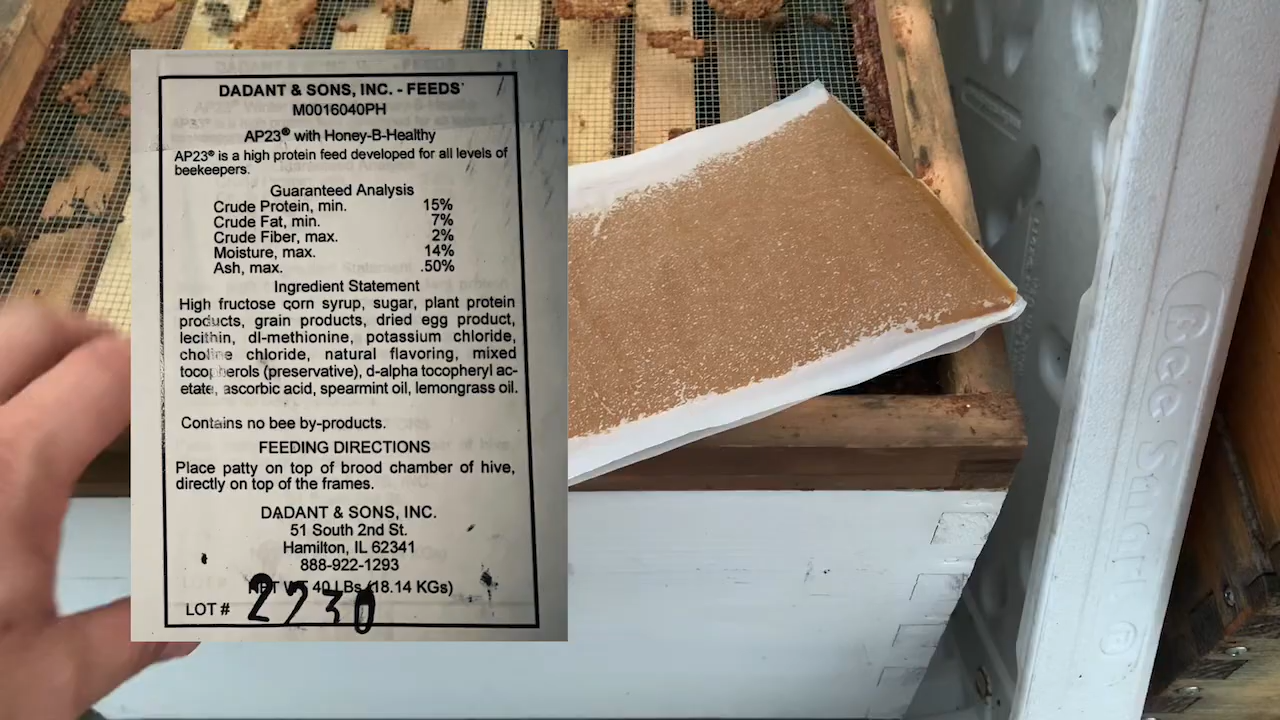 DADANT & SONS, INC. - FEEDS
M0016040PH
AP23® with Honey-B-Healthy
AP23® is a high protein feed developed for all levels of
beekeepers.
Guaranteed Analysis
Crude Protein, min. 15%
Crude Fat, min. 7%
Crude Fiber, max. 2%
Moisture, max. 14%
Ash, max. .50%
Ingredient Statement
High fructose corn syrup, sugar, plant protein
products, grain products, dried egg product,
lecithin, dl-methionine, potassium chloride,
choline chloride, natural flavoring, mixed
tocopherols (preservative), d-alpha tocopheryl ac-
etate, ascorbic acid, spearmint oil, lemongrass oil.
Contains no bee by-products.
FEEDING DIRECTIONS
Place patty on top of brood chamber of hive,
directly on top of the frames.
DADANT & SONS, INC.
51 South 2nd St.
Hamilton, IL 62341
888-922-1293
NET WT 40 LBs (18.14 KGs)
LOT # 2730
Bee Smart ®